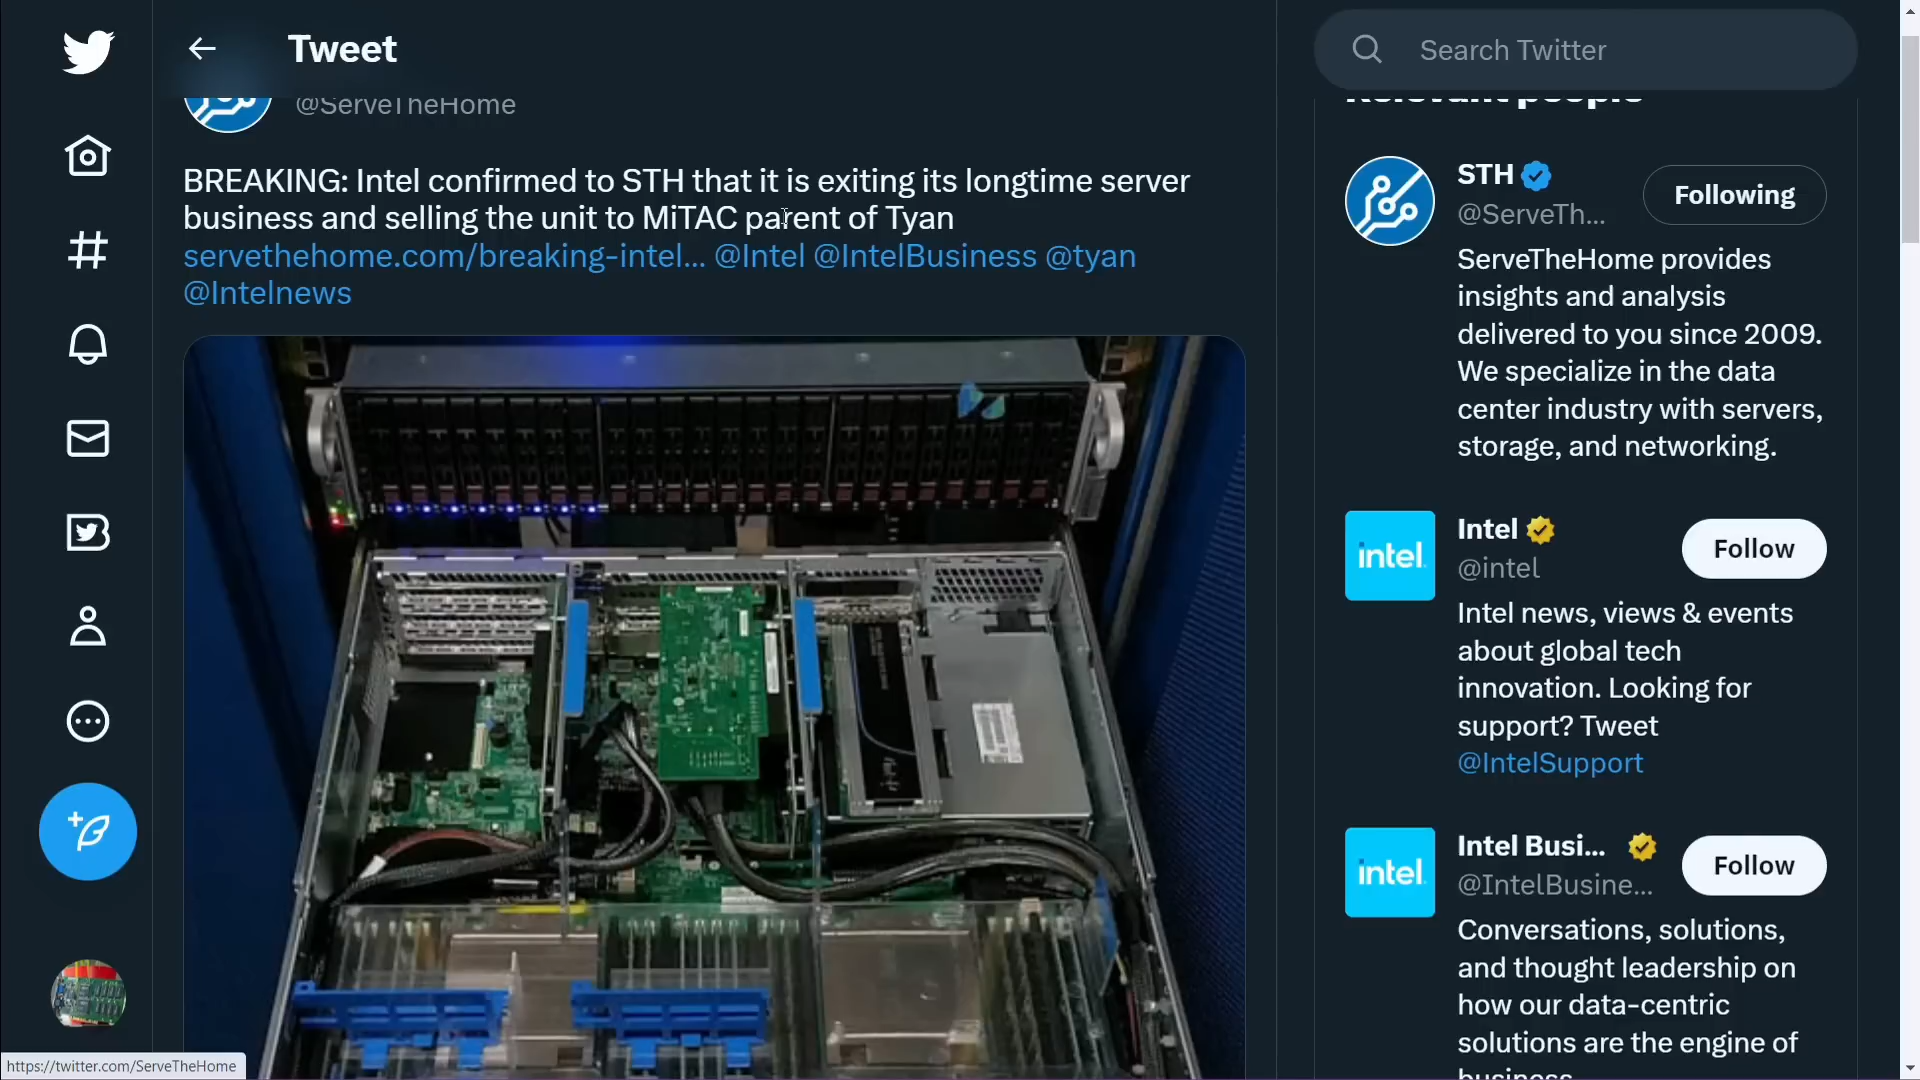 Tweet
Search Twitter
@ServeTheHome
BREAKING: Intel confirmed to STH that it is exiting its longtime server
business and selling the unit to MiTAC parent of Tyan
servethehome.com/breaking-intel... @Intel @IntelBusiness @tyan
@Intelnews
Relevant people
STH
Following
@ServeTh...
ServeTheHome provides
insights and analysis
delivered to you since 2009.
We specialize in the data
center industry with servers,
storage, and networking.
intel.
Intel
Follow
@intel
Intel news, views & events
about global tech
innovation. Looking for
support? Tweet
@IntelSupport
intel.
Intel Busi...
Follow
@IntelBusine...
Conversations, solutions,
and thought leadership on
how our data-centric
solutions are the engine of
business
https://twitter.com/ServeTheHome